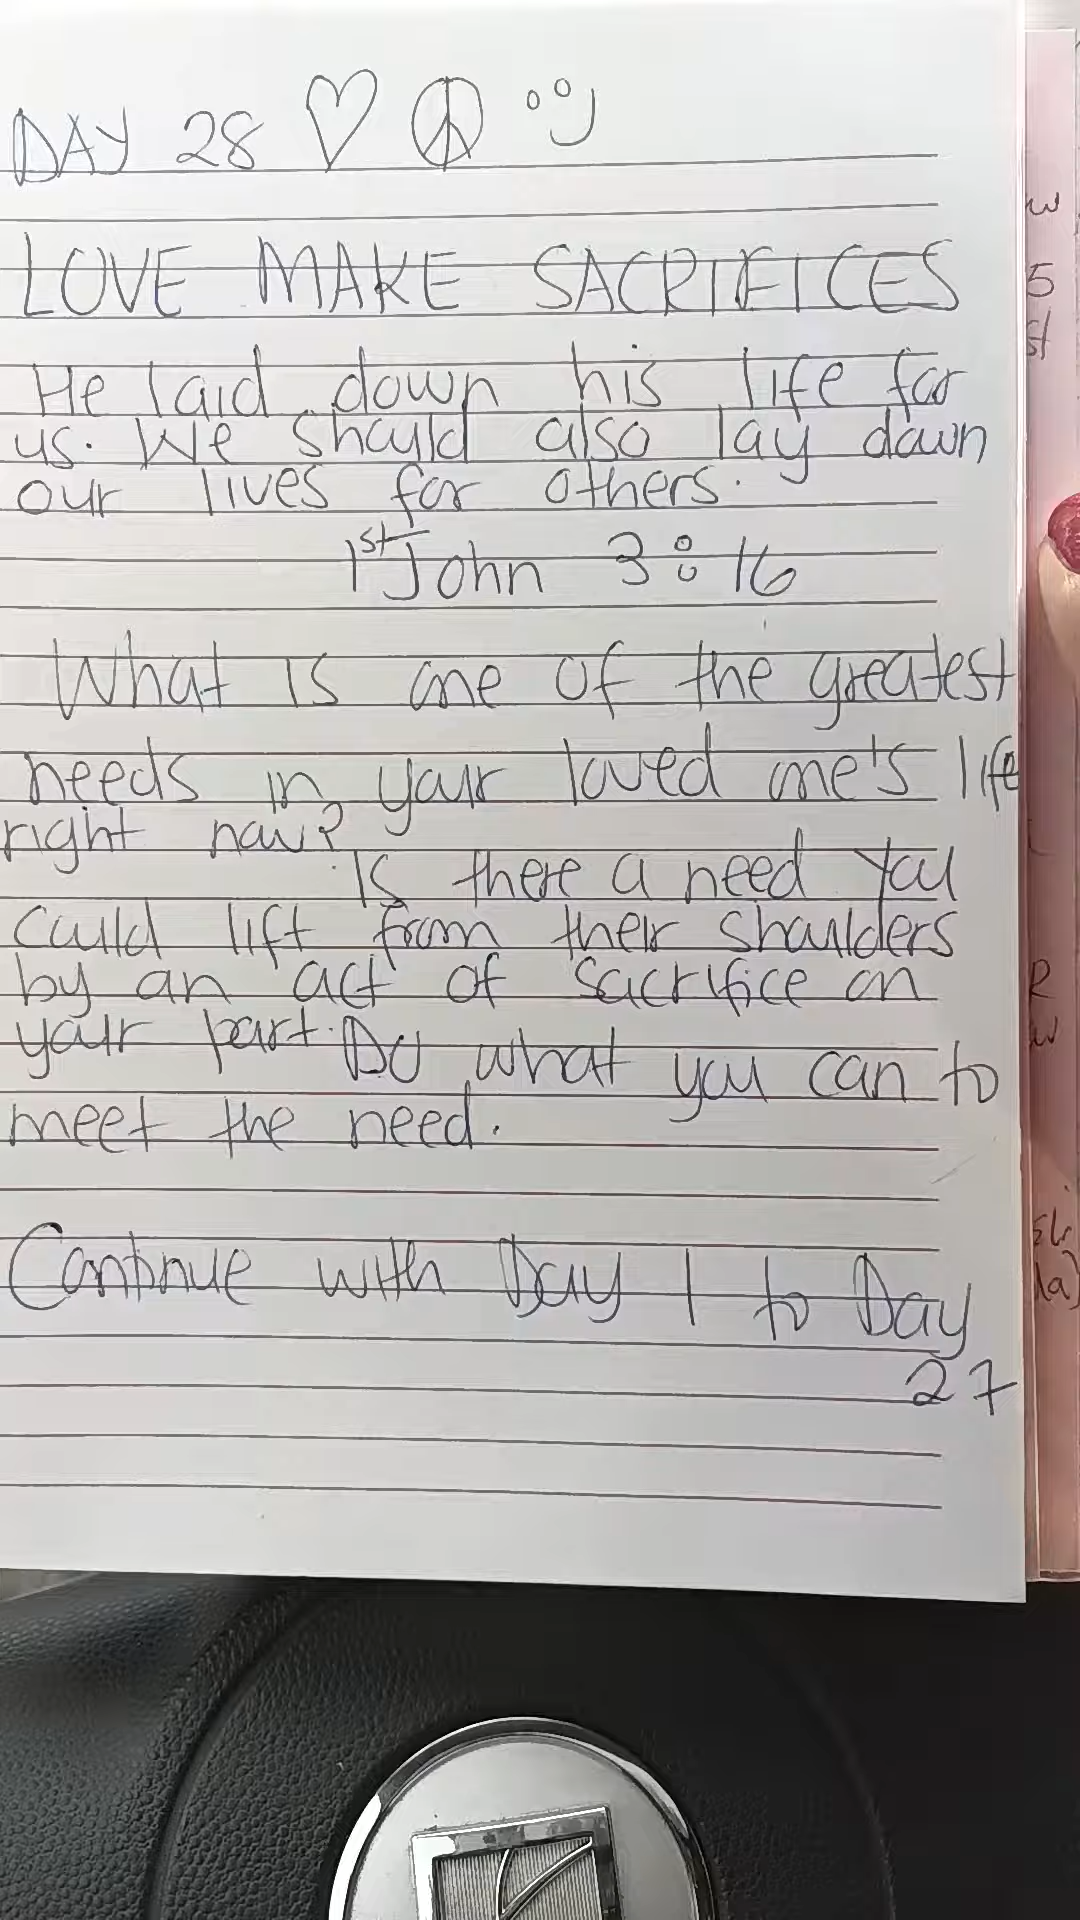 DAY 28
LOVE MAKE SACRIFICES
He laid down his life for
us. We should also lay down
our lives for others.
1st John 3:16
What is one of the greatest
needs in your loved one's life
right now?
Is there a need you
could lift from their shoulders
by an act of sacrifice on
your part. Do what you can to
meet the need.
Continue with Day 1 to Day
27